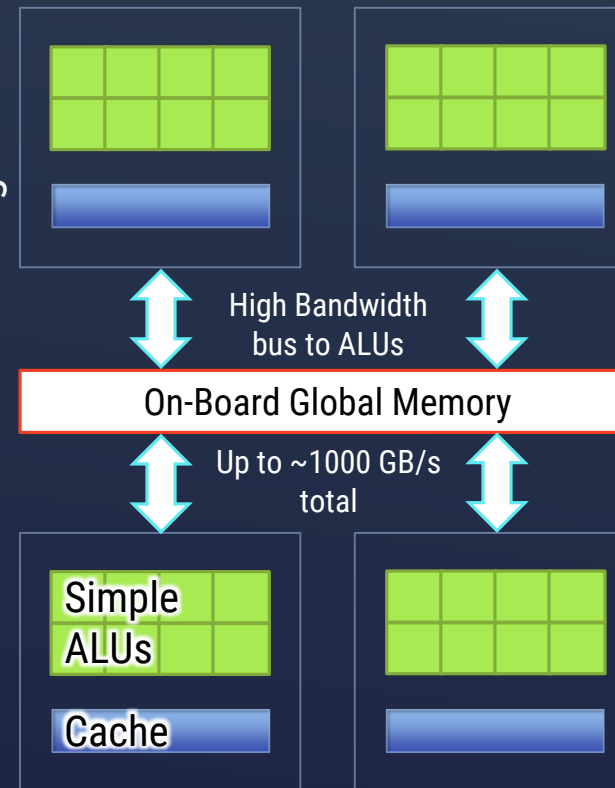 High Bandwidth
bus to ALUs
On-Board Global Memory
Up to ~1000 GB/s
total
Simple
ALUs
Cache